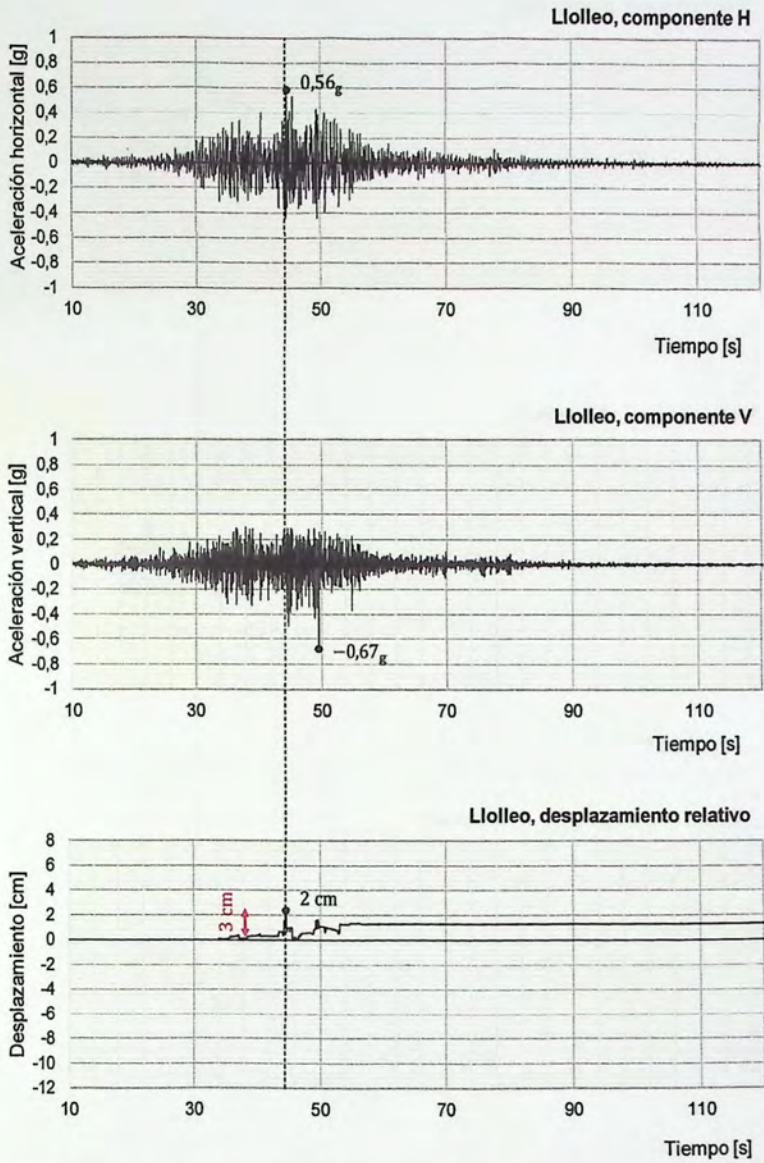 Llolleo, componente H
Aceleración horizontal [g]
1
0,8
0,6
0,4
0,2
0
-0,2
-0,4
-0,6
-0,8
-1
0,56g
10 30 50 70 90 110
Tiempo [s]
Llolleo, componente V
Aceleración vertical [g]
1
0,8
0,6
0,4
0,2
0
-0,2
-0,4
-0,6
-0,8
-1
−0,67g
10 30 50 70 90 110
Tiempo [s]
Llolleo, desplazamiento relativo
Desplazamiento [cm]
8
6
4
2
0
-2
-4
-6
-8
-10
-12
3 cm
2 cm
10 30 50 70 90 110
Tiempo [s]